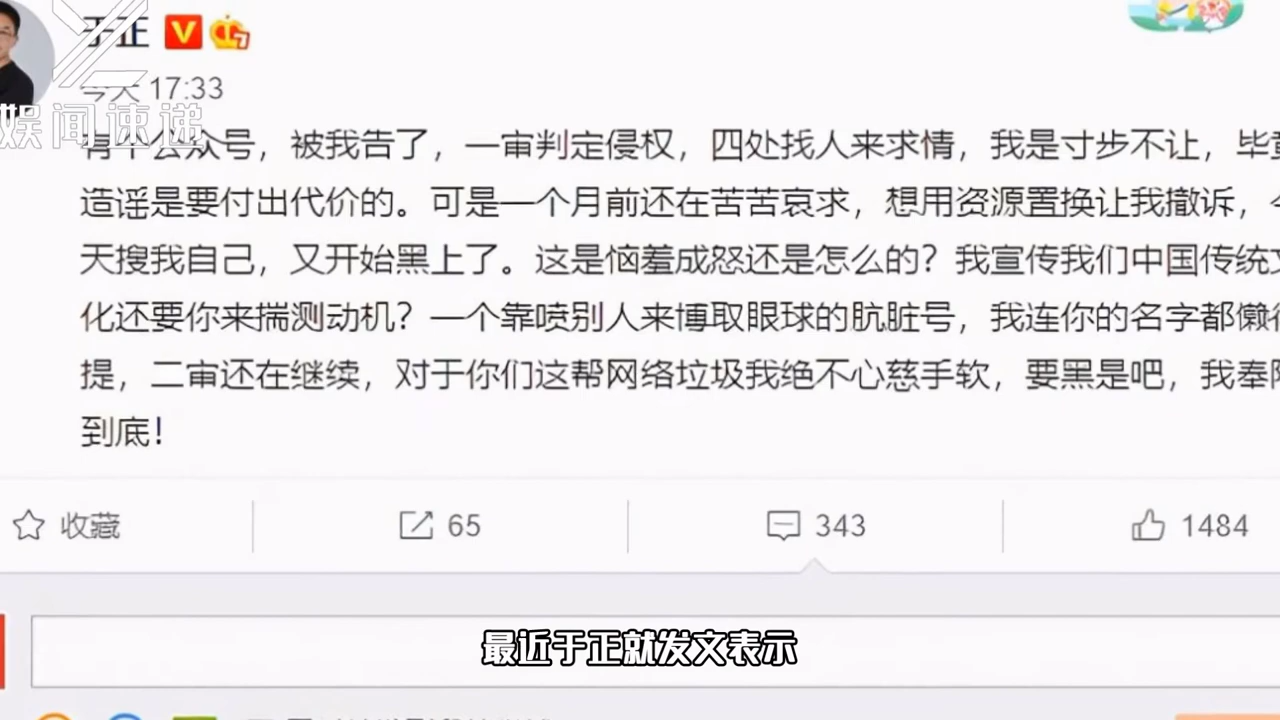 于正 V 7
今天 17:33
娱闻速递
有个公众号，被我告了，一审判定侵权，四处找人来求情，我是寸步不让，毕竟
造谣是要付出代价的。可是一个月前还在苦苦哀求，想用资源置换让我撤诉，今
天搜我自己，又开始黑上了。这是恼羞成怒还是怎么的？我宣传我们中国传统文
化还要你来揣测动机？一个靠喷别人来博取眼球的肮脏号，我连你的名字都懒得
提，二审还在继续，对于你们这帮网络垃圾我绝不心慈手软，要黑是吧，我奉陪
到底！
收藏 65 343 1484
最近于正就发文表示